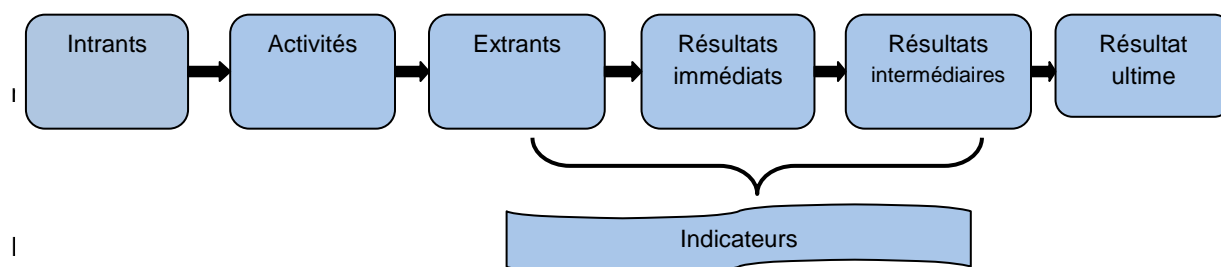 Intrants
Activités
Extrants
Résultats
immédiats
Résultats
intermédiaires
Résultat
ultime
Indicateurs